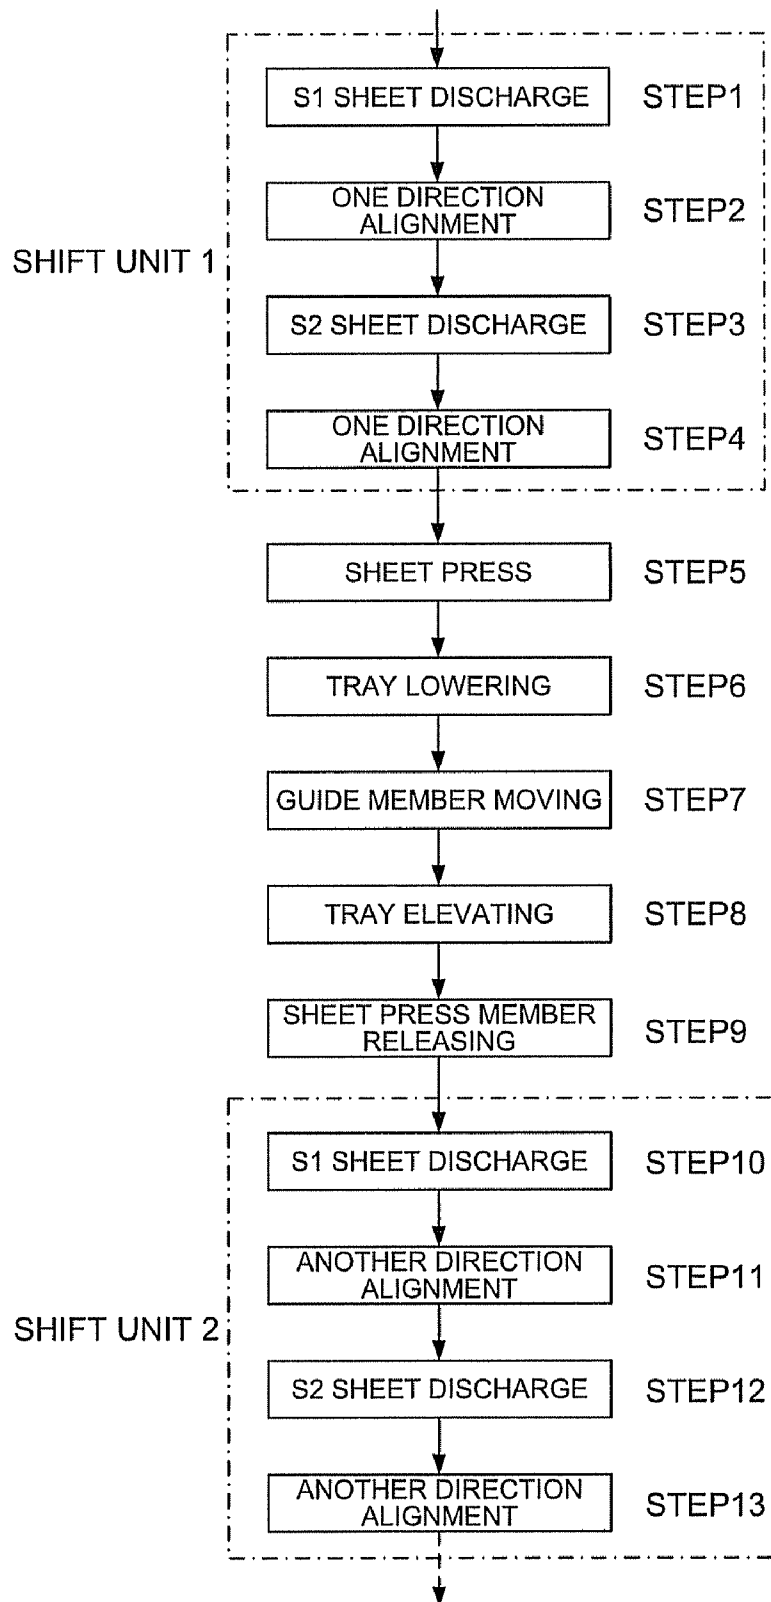 S1 SHEET DISCHARGE
STEP1
ONE DIRECTION
ALIGNMENT
STEP2
SHIFT UNIT 1
S2 SHEET DISCHARGE
STEP3
ONE DIRECTION
ALIGNMENT
STEP4
SHEET PRESS
STEP5
TRAY LOWERING
STEP6
GUIDE MEMBER MOVING
STEP7
TRAY ELEVATING
STEP8
SHEET PRESS MEMBER
RELEASING
STEP9
S1 SHEET DISCHARGE
STEP10
ANOTHER DIRECTION
ALIGNMENT
STEP11
SHIFT UNIT 2
S2 SHEET DISCHARGE
STEP12
ANOTHER DIRECTION
ALIGNMENT
STEP13